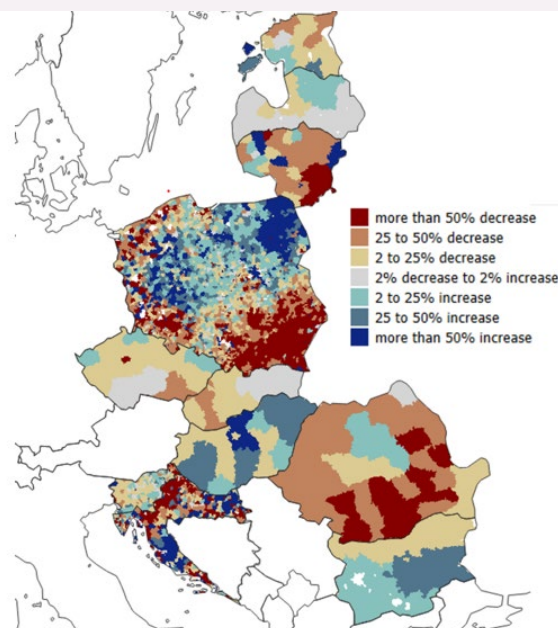 more than 50% decrease
25 to 50% decrease
2 to 25% decrease
2% decrease to 2% increase
2 to 25% increase
25 to 50% increase
more than 50% increase